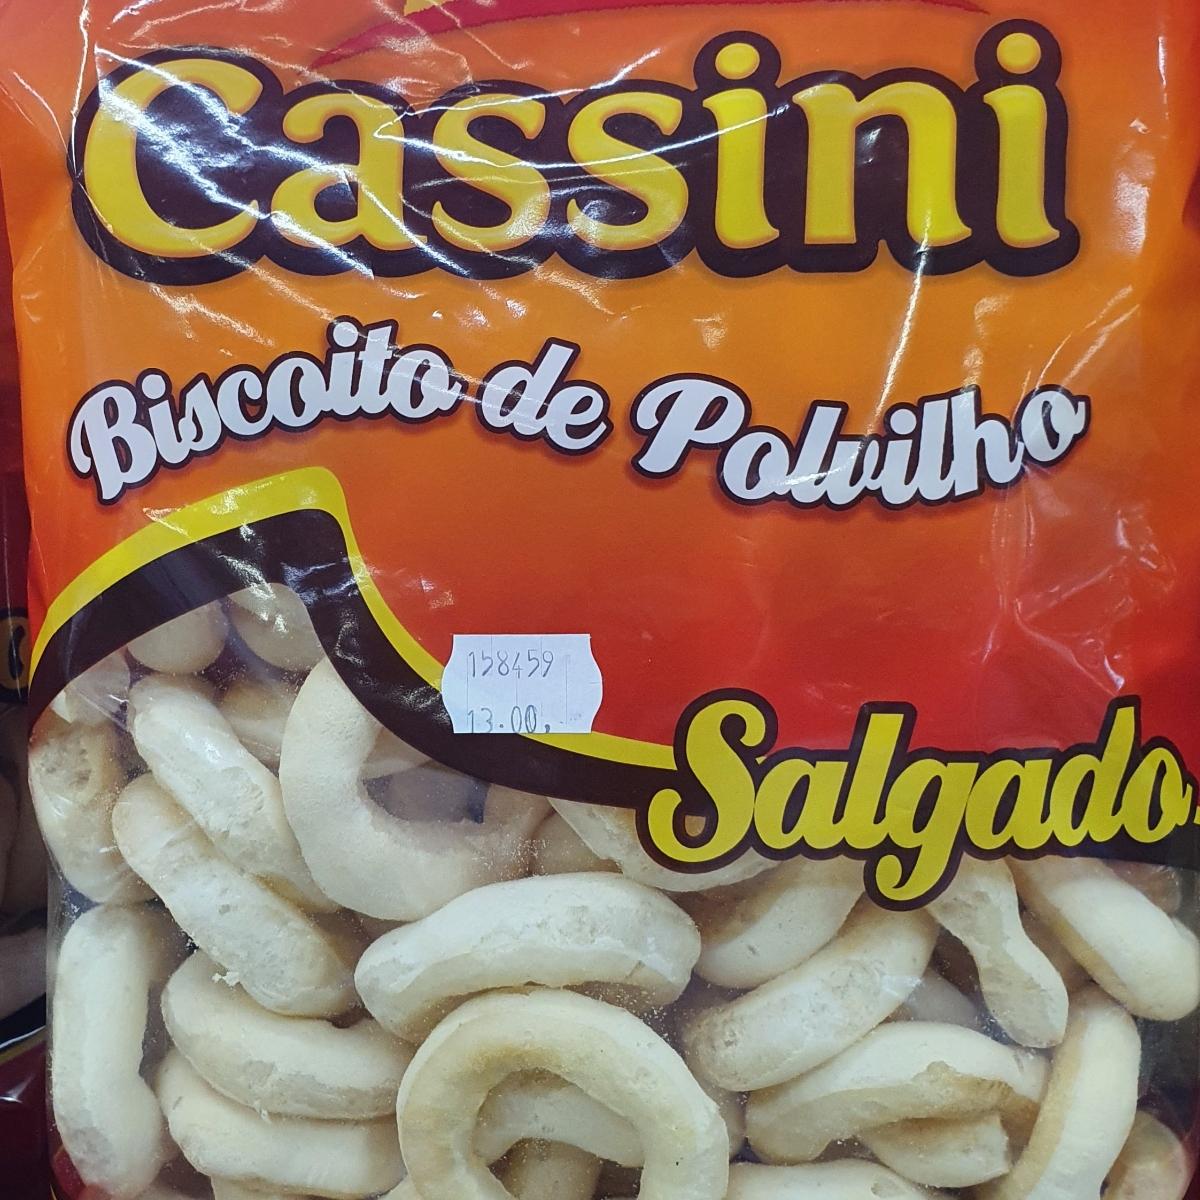 Cassini
Biscoito de Polvilho
158459
13.00.
Salgado